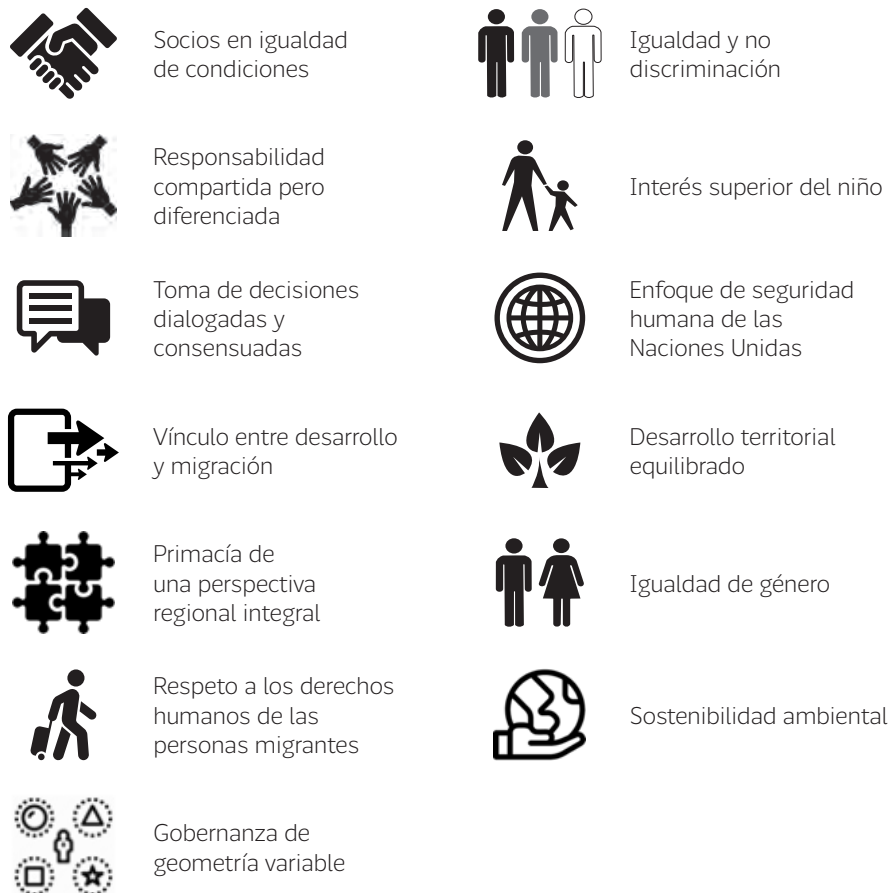 Socios en igualdad
de condiciones
Responsabilidad
compartida pero
diferenciada
Toma de decisiones
dialogadas y
consensuadas
Vínculo entre desarrollo
y migración
Primacía de
una perspectiva
regional integral
Respeto a los derechos
humanos de las
personas migrantes
Gobernanza de
geometría variable
Igualdad y no
discriminación
Interés superior del niño
Enfoque de seguridad
humana de las
Naciones Unidas
Desarrollo territorial
equilibrado
Igualdad de género
Sostenibilidad ambiental